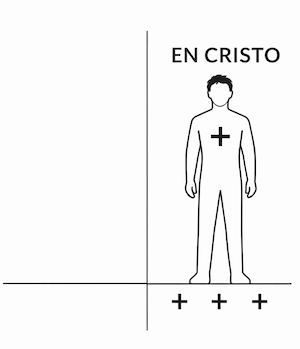 EN CRISTO
+
+ + +